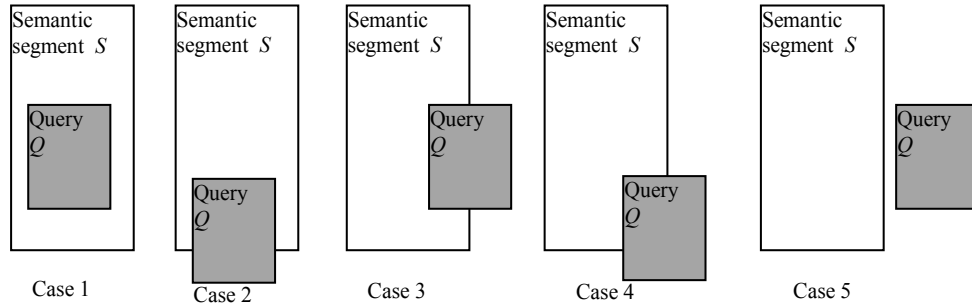 Semantic
segment S
Query
Q
Case 1
Semantic
segment S
Query
Q
Case 2
Semantic
segment S
Query
Q
Case 3
Semantic
segment S
Query
Q
Case 4
Semantic
segment S
Query
Q
Case 5